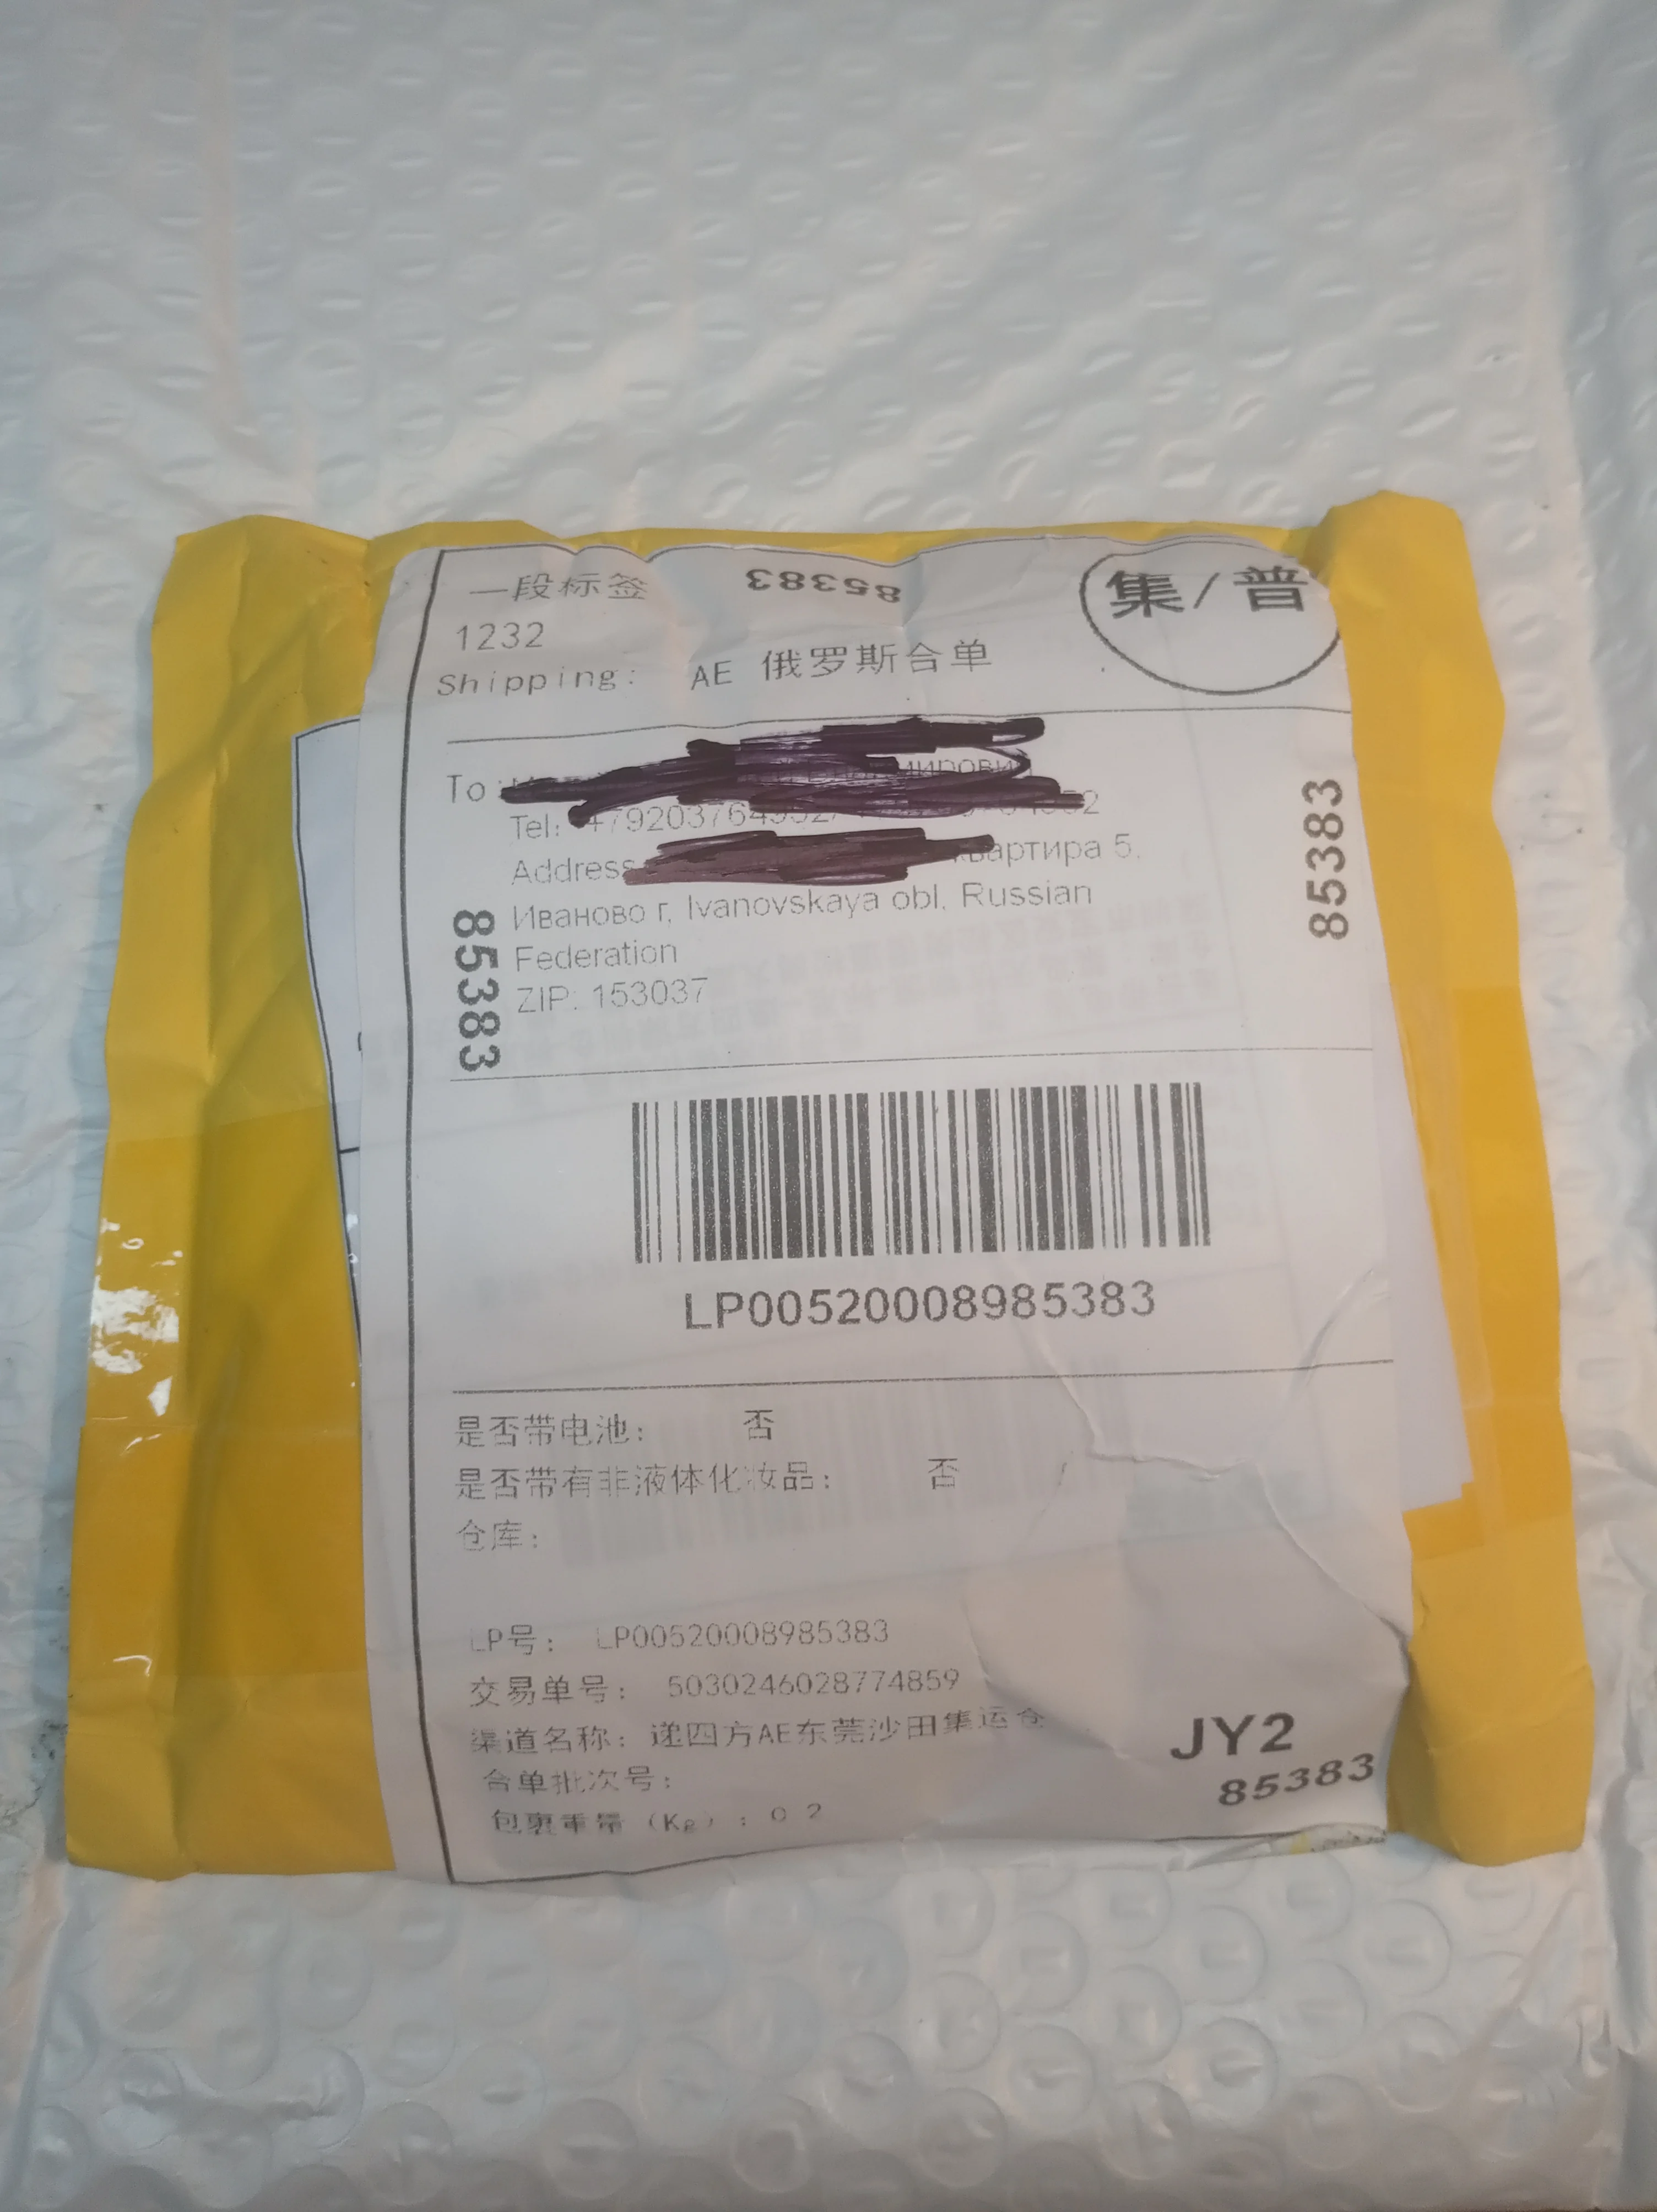 一段标签
85383
集/普
1232
Shipping: AE 俄罗斯合单
To:
Tel:
Address 5,
Иваново г, Ivanovskaya obl, Russian
Federation
ZIP: 153037
85383
85383
LP00520008985383
是否带电池： 否
是否带有非液体化妆品： 否
仓库：
LP号： LP00520008985383
交易单号： 5030246028774859
渠道名称：递四方AE东莞沙田集运仓
合单批次号：
包裹重量（Kg）：0.2
JY2
85383